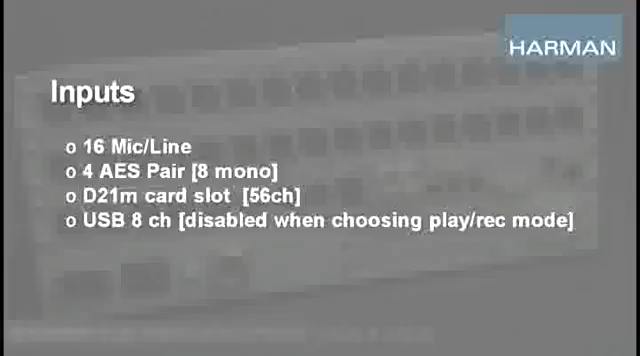 HARMAN
Inputs
o 16 Mic/Line
o 4 AES Pair [8 mono]
o D21m card slot [56ch]
o USB 8 ch [disabled when choosing play/rec mode]